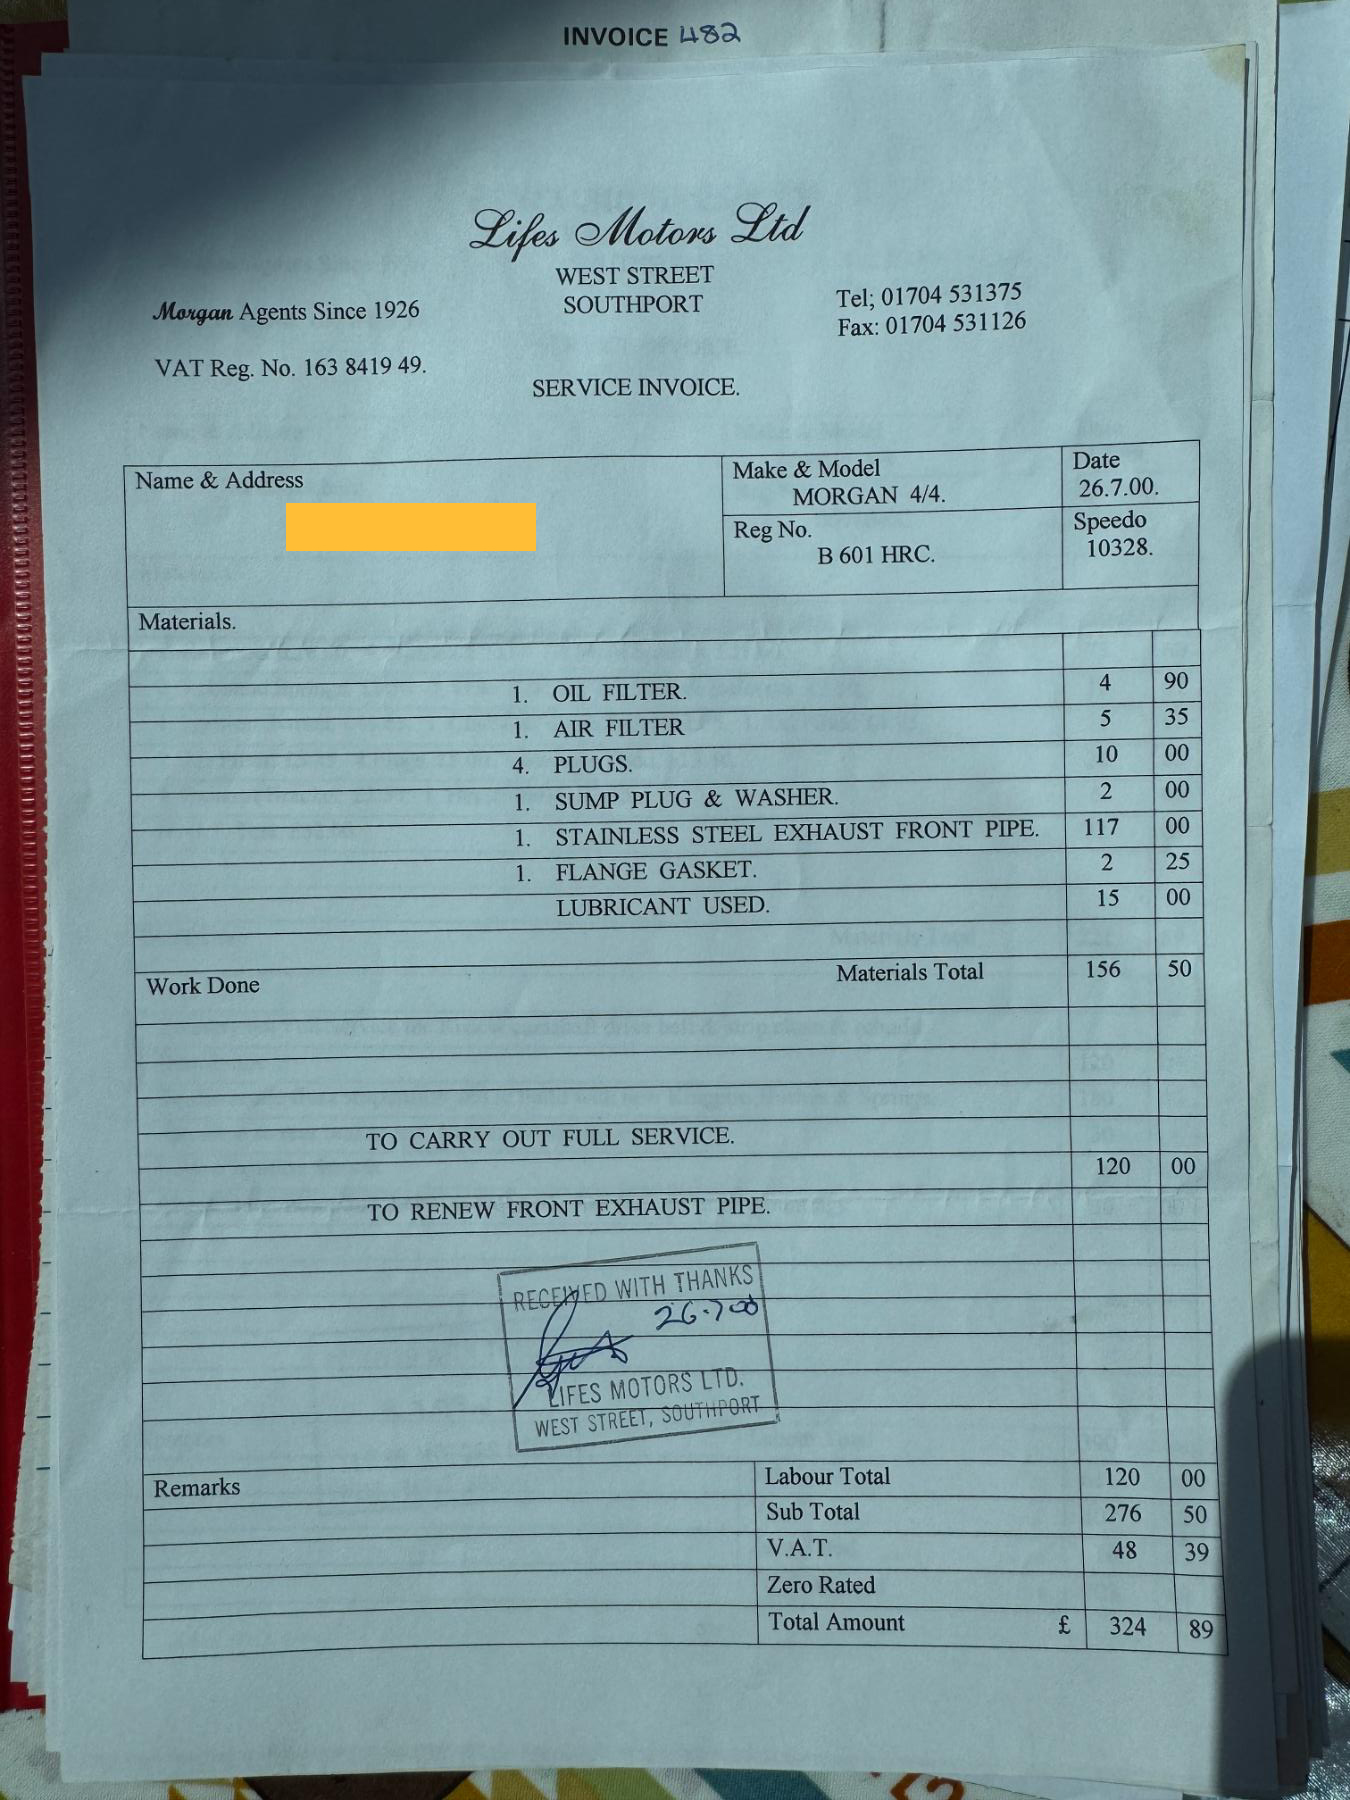 INVOICE 482
Lifes Motors Ltd
WEST STREET
SOUTHPORT
Morgan Agents Since 1926
Tel; 01704 531375
Fax: 01704 531126
VAT Reg. No. 163 8419 49.
SERVICE INVOICE.
Name & Address
Make & Model
MORGAN 4/4.
Date
26.7.00.
Reg No.
B 601 HRC.
Speedo
10328.
Materials.
1. OIL FILTER. 4 90
1. AIR FILTER 5 35
4. PLUGS. 10 00
1. SUMP PLUG & WASHER. 2 00
1. STAINLESS STEEL EXHAUST FRONT PIPE. 117 00
1. FLANGE GASKET. 2 25
LUBRICANT USED. 15 00
Work Done Materials Total 156 50
TO CARRY OUT FULL SERVICE.
120 00
TO RENEW FRONT EXHAUST PIPE.
RECEIVED WITH THANKS
26.7.00
LIFES MOTORS LTD.
WEST STREET, SOUTHPORT
Remarks
Labour Total 120 00
Sub Total 276 50
V.A.T. 48 39
Zero Rated
Total Amount £ 324 89